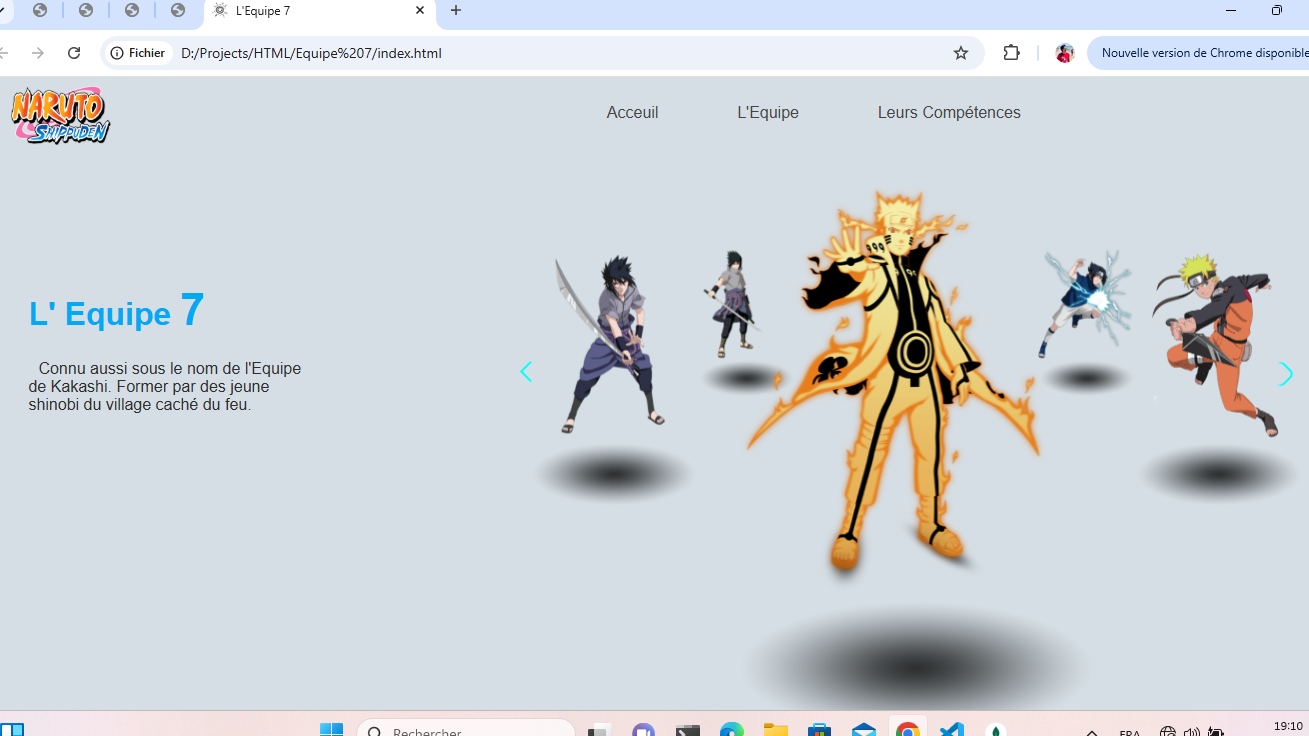 L'Equipe 7
Fichier D:/Projects/HTML/Equipe%207/index.html Nouvelle version de Chrome disponible
NARUTO
SHIPPUDEN
Acceuil L'Equipe Leurs Compétences
L' Equipe 7
Connu aussi sous le nom de l'Equipe
de Kakashi. Former par des jeune
shinobi du village caché du feu.
Rechercher
FRA
19:10